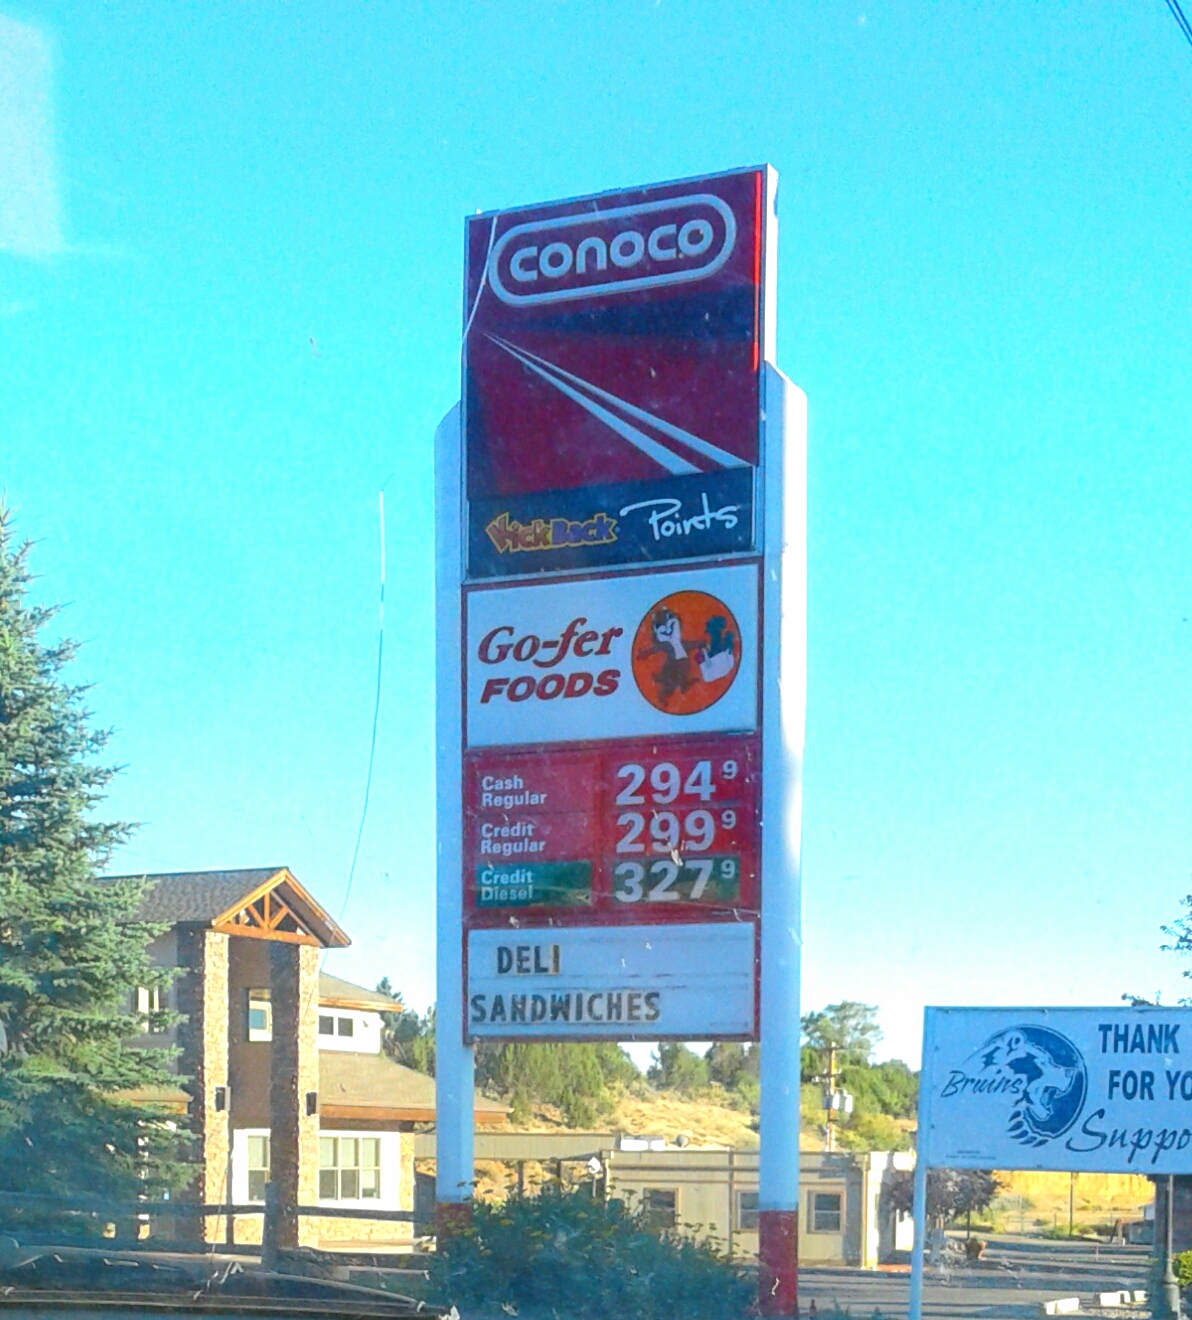 CONOCO
KickBack Points
Go-fer
FOODS
Cash
Regular
294 9
Credit
Regular
299 9
Credit
Diesel
327 9
DELI
SANDWICHES
Bruins
THANK
FOR YO
Suppo